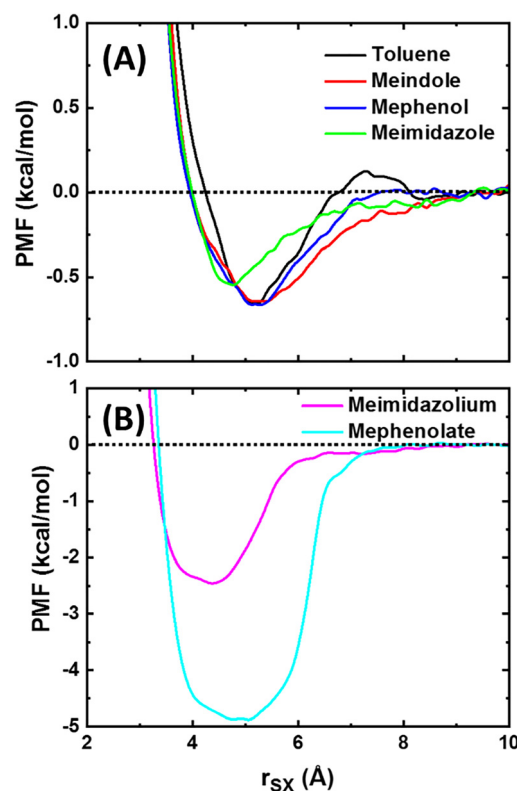 1.0
(A)
Toluene
Meindole
Mephenol
Meimidazole
0.5
0.0
-0.5
-1.0
PMF (kcal/mol)
1
(B)
Meimidazolium
Mephenolate
0
-1
-2
-3
-4
-5
PMF (kcal/mol)
2 4 6 8 10
rSX (Å)